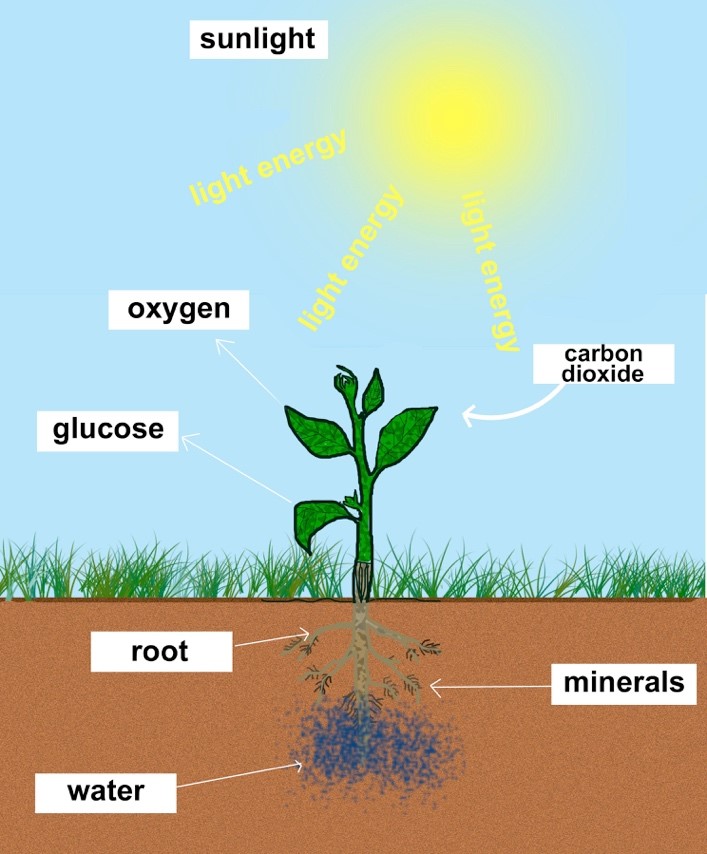 sunlight
light energy
light energy
light energy
oxygen
carbon
dioxide
glucose
root
minerals
water